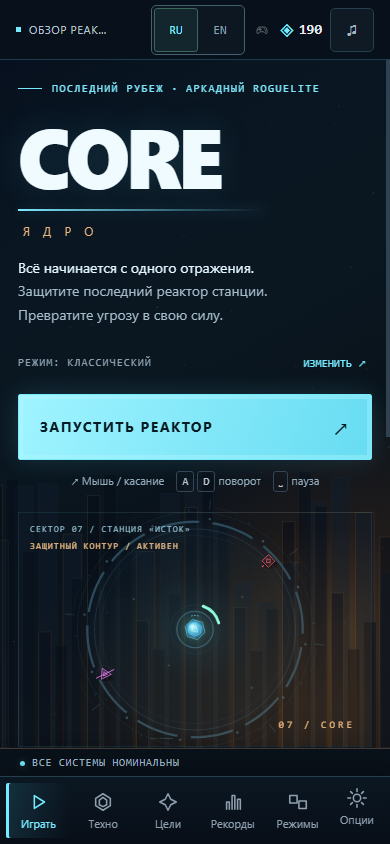 ОБЗОР РЕАК…
RU
EN
190
ПОСЛЕДНИЙ РУБЕЖ · АРКАДНЫЙ ROGUELITE
CORE
ЯДРО
Всё начинается с одного отражения.
Защитите последний реактор станции.
Превратите угрозу в свою силу.
РЕЖИМ: КЛАССИЧЕСКИЙ
ИЗМЕНИТЬ ↗
ЗАПУСТИТЬ РЕАКТОР ↗
↗ Мышь / касание A D поворот ⎵ пауза
СЕКТОР 07 / СТАНЦИЯ «ИСТОК»
ЗАЩИТНЫЙ КОНТУР / АКТИВЕН
07 / CORE
ВСЕ СИСТЕМЫ НОМИНАЛЬНЫ
Играть
Техно
Цели
Рекорды
Режимы
Опции